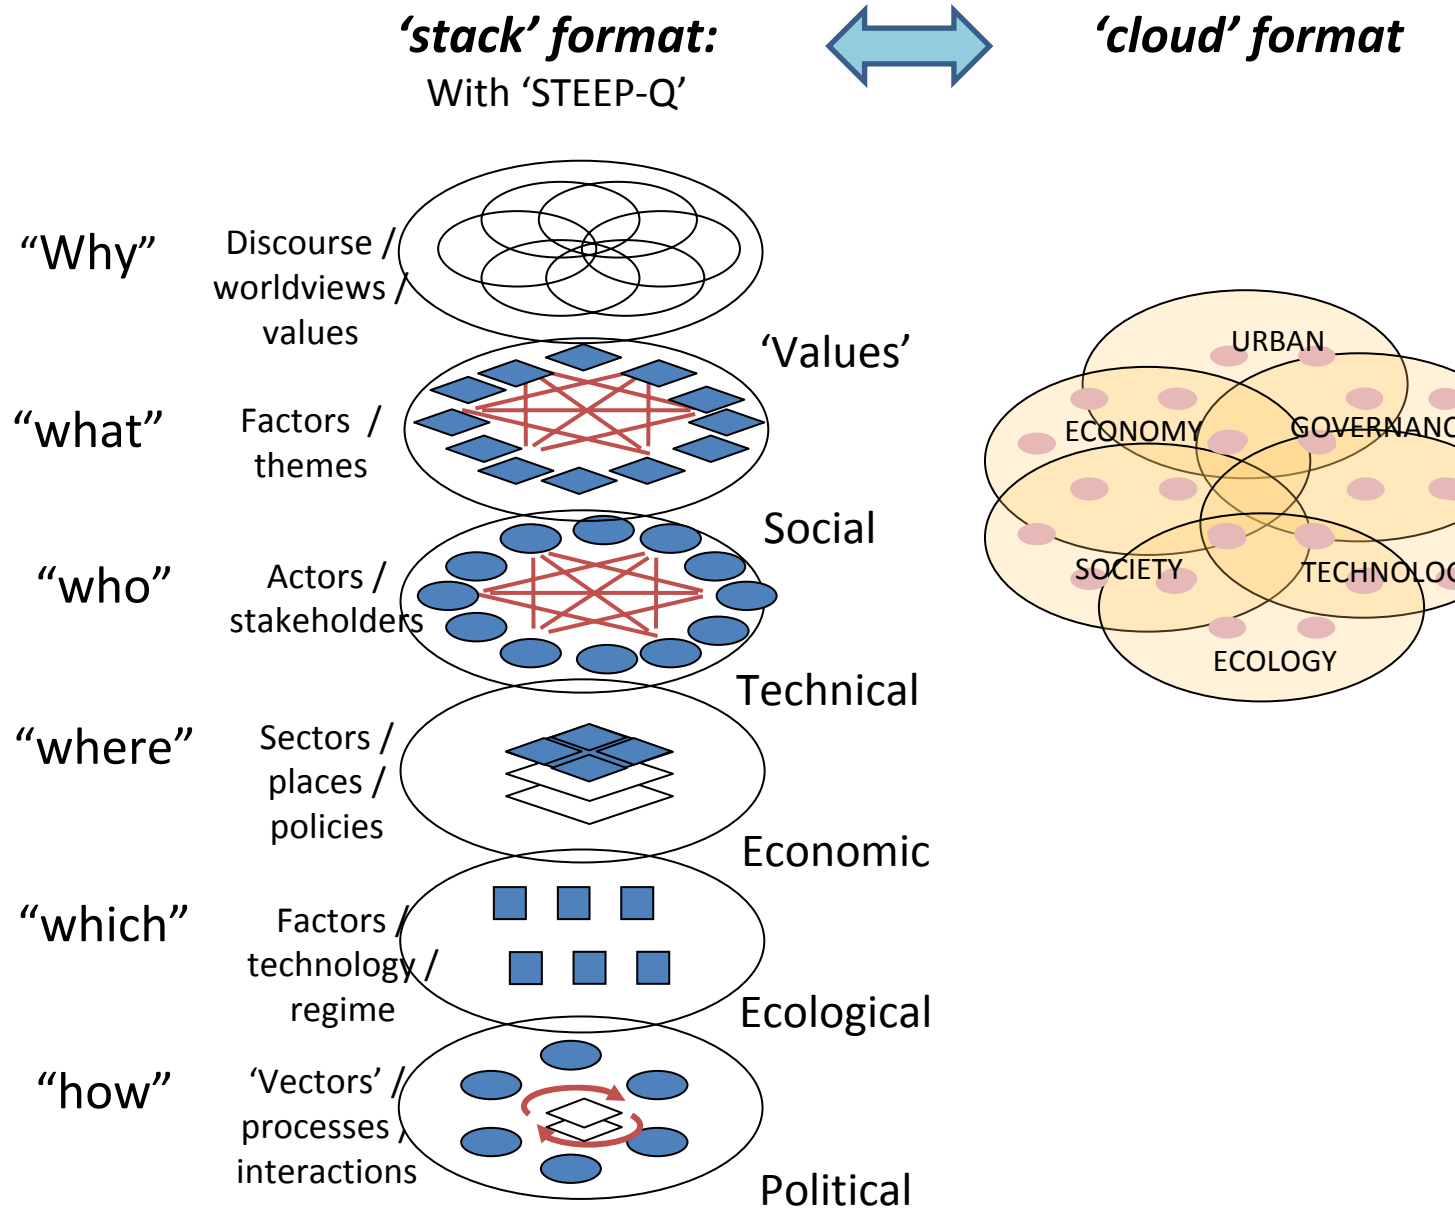 ‘stack’ format:
‘cloud’ format
With ‘STEEP-Q’
“Why”
Discourse /
worldviews /
values
‘Values’
“what”
Factors /
themes
Social
“who”
Actors /
stakeholders
Technical
“where”
Sectors /
places /
policies
Economic
“which”
Factors /
technology /
regime
Ecological
“how”
‘Vectors’ /
processes /
interactions
Political
URBAN
ECONOMY
GOVERNANC
SOCIETY
TECHNOLOG
ECOLOGY